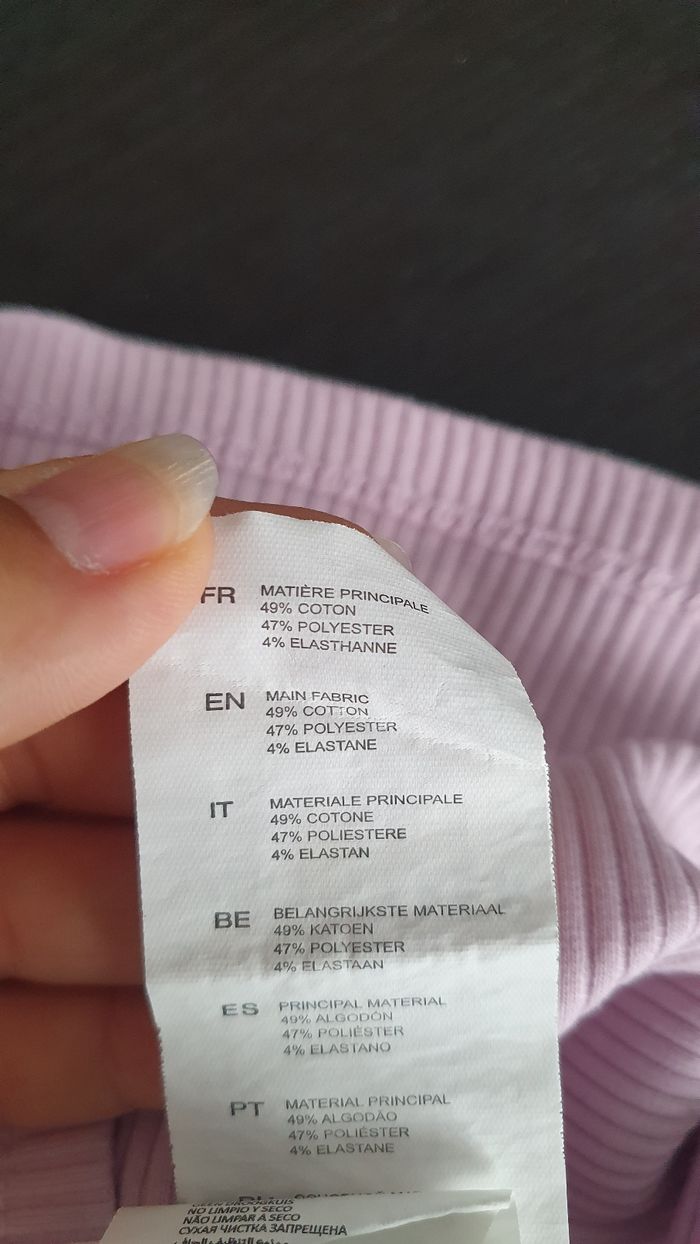 FR MATIÈRE PRINCIPALE
49% COTON
47% POLYESTER
4% ELASTHANNE
EN MAIN FABRIC
49% COTTON
47% POLYESTER
4% ELASTANE
IT MATERIALE PRINCIPALE
49% COTONE
47% POLIESTERE
4% ELASTAN
BE BELANGRIJKSTE MATERIAAL
49% KATOEN
47% POLYESTER
4% ELASTAAN
ES PRINCIPAL MATERIAL
49% ALGODÓN
47% POLIÉSTER
4% ELASTANO
PT MATERIAL PRINCIPAL
49% ALGODÃO
47% POLIÉSTER
4% ELASTANE
NO LIMPIO Y SECO
NÃO LIMPAR A SECO
СУХАЯ ЧИСТКА ЗАПРЕЩЕНА